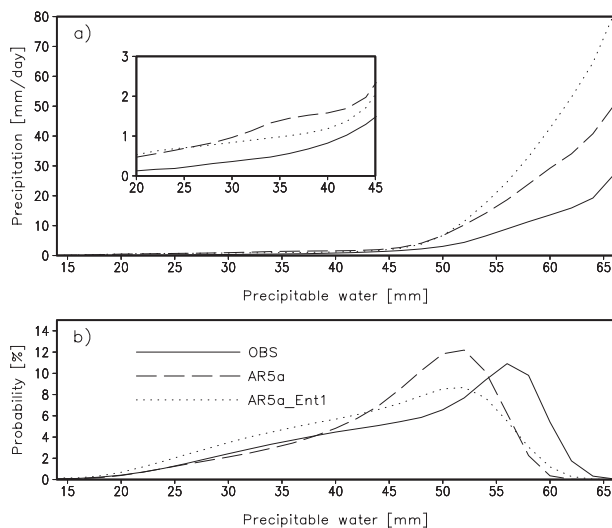 a)
Precipitation [mm/day]
80
70
60
50
40
30
20
10
0
3
2
1
0
20 25 30 35 40 45
15 20 25 30 35 40 45 50 55 60 65
Precipitable water [mm]
b)
Probability [%]
14
12
10
8
6
4
2
0
OBS
AR5a
AR5a_Ent1
15 20 25 30 35 40 45 50 55 60 65
Precipitable water [mm]